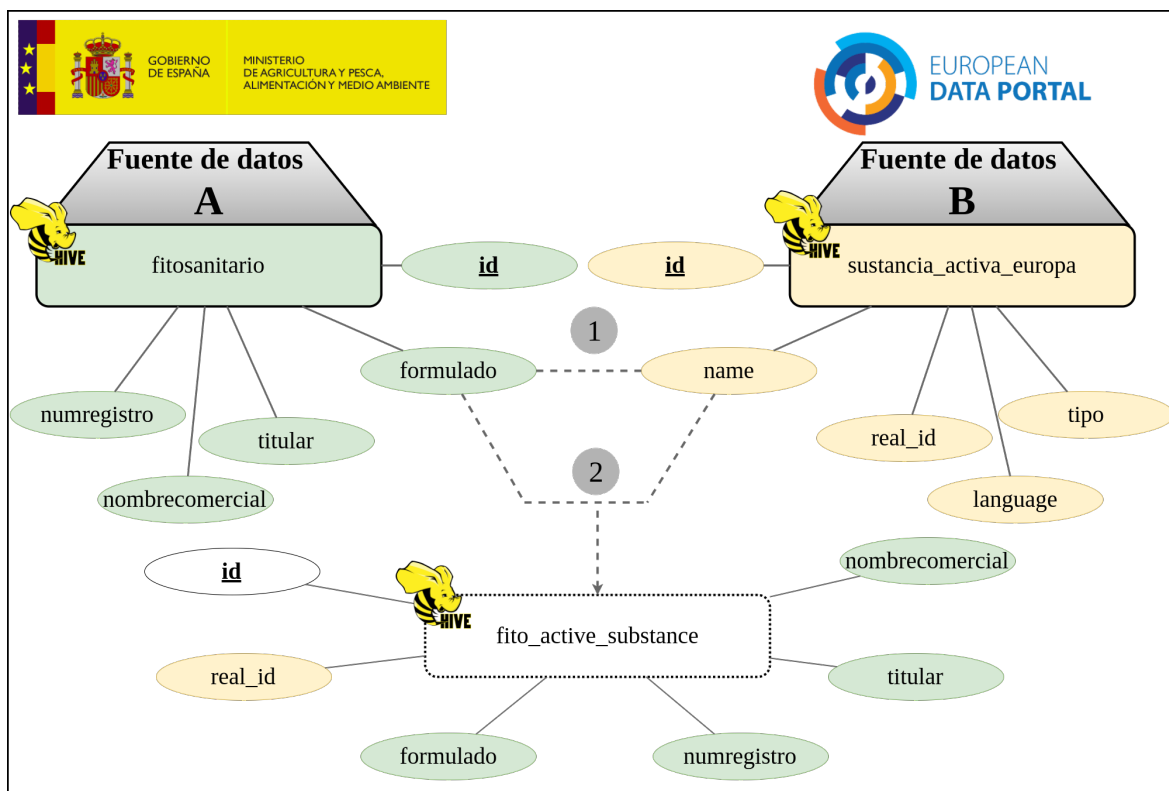 GOBIERNO
DE ESPAÑA
MINISTERIO
DE AGRICULTURA Y PESCA,
ALIMENTACIÓN Y MEDIO AMBIENTE
EUROPEAN
DATA PORTAL
Fuente de datos
A
Fuente de datos
B
HIVE
fitosanitario
id
id
HIVE
sustancia_activa_europa
1
formulado
name
numregistro
titular
nombrecomercial
2
real_id
tipo
language
id
nombrecomercial
HIVE
fito_active_substance
real_id
titular
formulado
numregistro